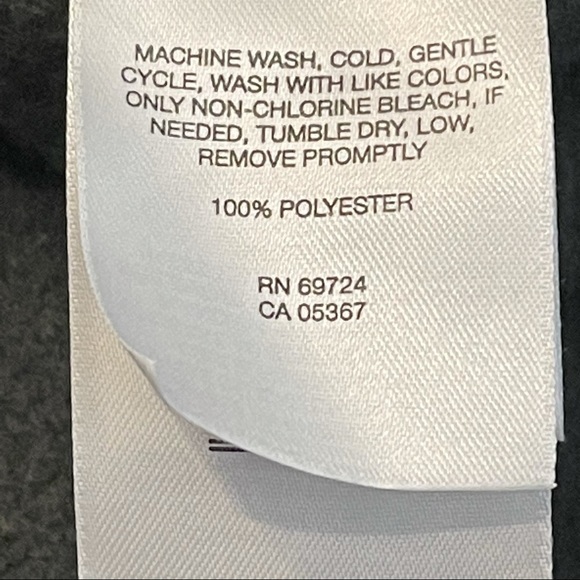 MACHINE WASH, COLD, GENTLE
CYCLE, WASH WITH LIKE COLORS,
ONLY NON-CHLORINE BLEACH, IF
NEEDED, TUMBLE DRY, LOW,
REMOVE PROMPTLY
100% POLYESTER
RN 69724
CA 05367